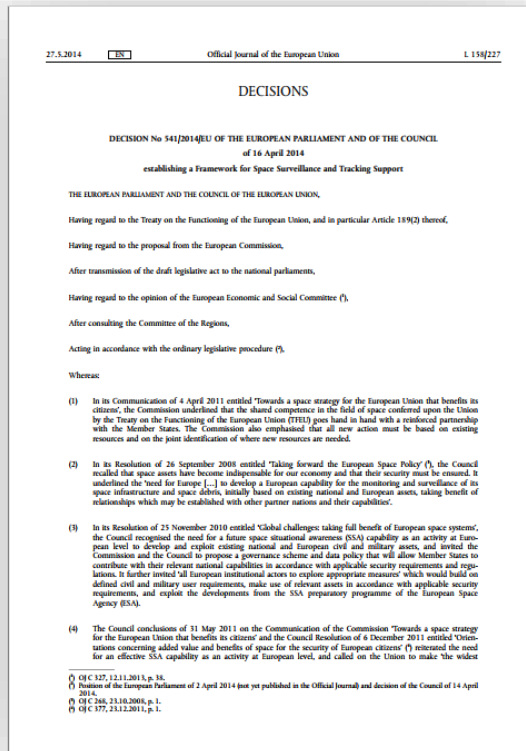 27.5.2014 EN Official Journal of the European Union L 158/227
DECISIONS
DECISION No 541/2014/EU OF THE EUROPEAN PARLIAMENT AND OF THE COUNCIL
of 16 April 2014
establishing a Framework for Space Surveillance and Tracking Support
THE EUROPEAN PARLIAMENT AND THE COUNCIL OF THE EUROPEAN UNION,
Having regard to the Treaty on the Functioning of the European Union, and in particular Article 189(2) thereof,
Having regard to the proposal from the European Commission,
After transmission of the draft legislative act to the national parliaments,
Having regard to the opinion of the European Economic and Social Committee (¹),
After consulting the Committee of the Regions,
Acting in accordance with the ordinary legislative procedure (²),
Whereas:
(1) In its Communication of 4 April 2011 entitled ‘Towards a space strategy for the European Union that benefits its
citizens’, the Commission underlined that the shared competence in the field of space conferred upon the Union
by the Treaty on the Functioning of the European Union (TFEU) goes hand in hand with a reinforced partnership
with the Member States. The Commission also emphasised that all new action must be based on existing
resources and on the joint identification of where new resources are needed.
(2) In its Resolution of 26 September 2008 entitled ‘Taking forward the European Space Policy’ (³), the Council
recalled that space assets have become indispensable for our economy and that their security must be ensured. It
underlined the ‘need for Europe [...] to develop a European capability for the monitoring and surveillance of its
space infrastructure and space debris, initially based on existing national and European assets, taking benefit of
relationships which may be established with other partner nations and their capabilities’.
(3) In its Resolution of 25 November 2010 entitled ‘Global challenges: taking full benefit of European space systems’,
the Council recognised the need for a future space situational awareness (SSA) capability as an activity at Euro-
pean level to develop and exploit existing national and European civil and military assets, and invited the
Commission and the Council to propose a governance scheme and data policy that will allow Member States to
contribute with their relevant national capabilities in accordance with applicable security requirements and regu-
lations. It further invited ‘all European institutional actors to explore appropriate measures’ which would build on
defined civil and military user requirements, make use of relevant assets in accordance with applicable security
requirements, and exploit the developments from the SSA preparatory programme of the European Space
Agency (ESA).
(4) The Council conclusions of 31 May 2011 on the Communication of the Commission ‘Towards a space strategy
for the European Union that benefits its citizens’ and the Council Resolution of 6 December 2011 entitled ‘Orien-
tations concerning added value and benefits of space for the security of European citizens’ (⁴) reiterated the need
for an effective SSA capability as an activity at European level, and called on the Union to make ‘the widest
(¹) OJ C 327, 12.11.2013, p. 38.
(²) Position of the European Parliament of 2 April 2014 (not yet published in the Official Journal) and decision of the Council of 14 April
2014.
(³) OJ C 268, 23.10.2008, p. 1.
(⁴) OJ C 377, 23.12.2011, p. 1.